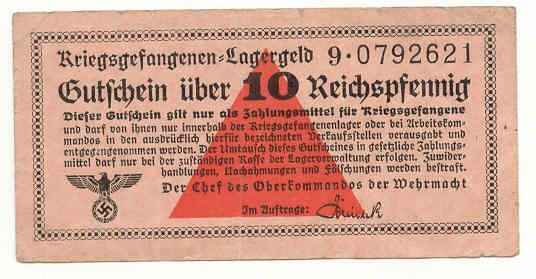 Kriegsgefangenen-Lagergeld 9·0792621
Gutschein über 10 Reichspfennig
Dieser Gutschein gilt nur als Zahlungsmittel für Kriegsgefangene
und darf von ihnen nur innerhalb der Kriegsgefangenenlager oder bei Arbeitskom-
mandos in den ausdrücklich hierfür bezeichneten Verkaufsstellen verausgabt und
entgegengenommen werden. Der Umtausch dieses Gutscheines in gesetzliche Zahlungs-
mittel darf nur bei der zuständigen Kasse der Lagerverwaltung erfolgen. Zuwider-
handlungen, Nachahmungen und Fälschungen werden bestraft.
Der Chef des Oberkommandos der Wehrmacht
Im Auftrage: